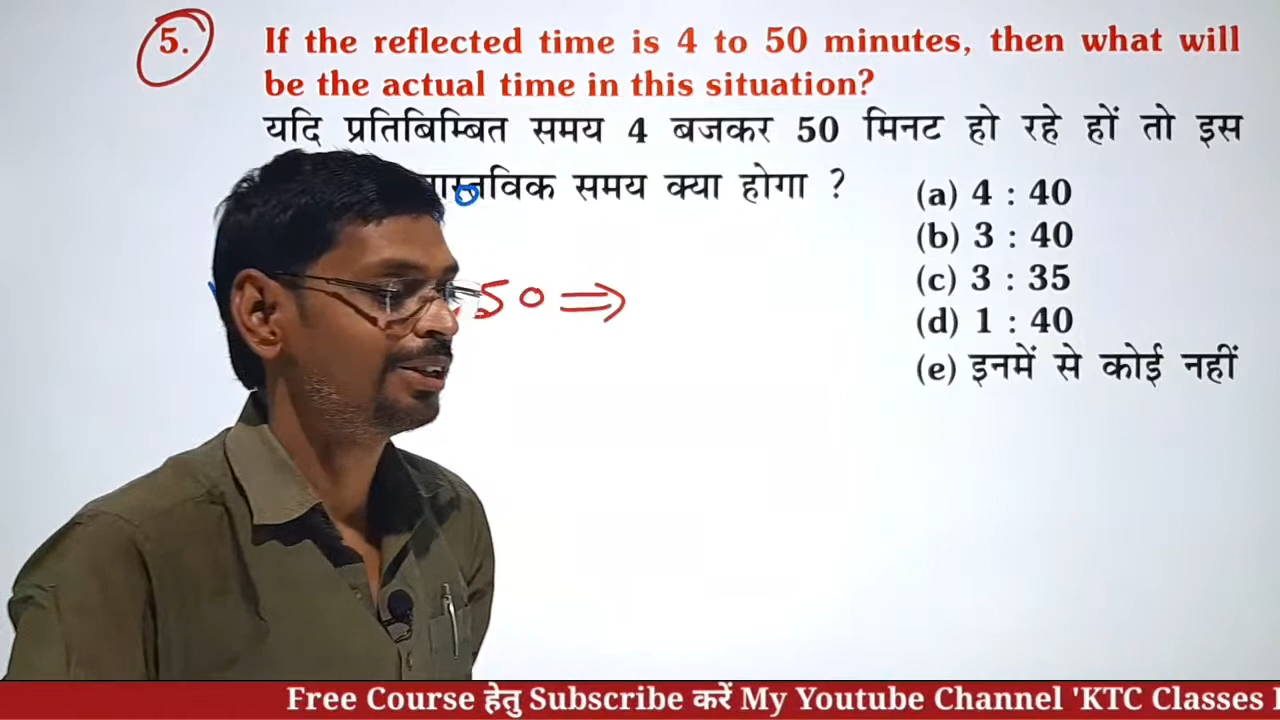 5. If the reflected time is 4 to 50 minutes, then what will
be the actual time in this situation?
यदि प्रतिबिम्बित समय 4 बजकर 50 मिनट हो रहे हों तो इस
समय क्या होगा ?
(a) 4 : 40
(b) 3 : 40
(c) 3 : 35
(d) 1 : 40
(e) इनमें से कोई नहीं
50 ⇒
Free Course हेतु Subscribe करें My Youtube Channel 'KTC Classes